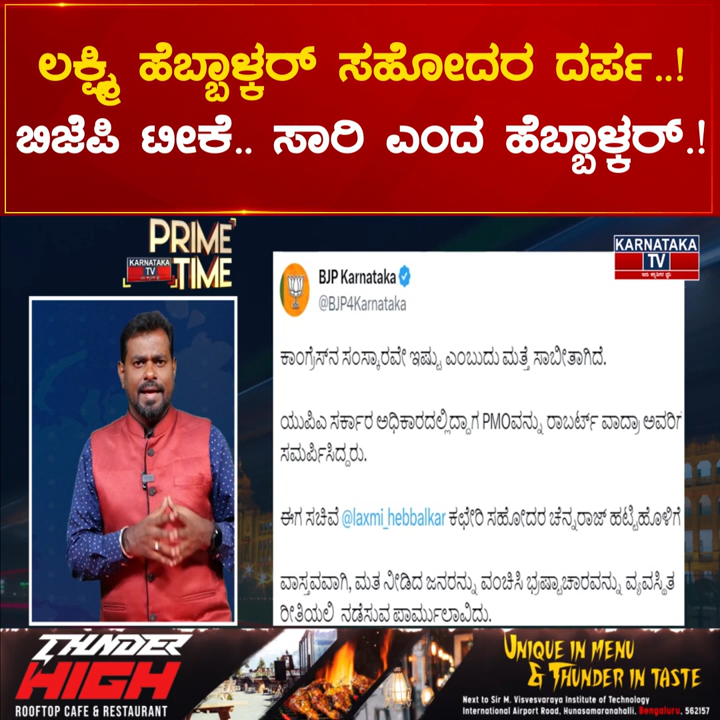 ಲಕ್ಷ್ಮಿ ಹೆಬ್ಬಾಳ್ಕರ್ ಸಹೋದರ ದರ್ಪ..!
ಬಿಜೆಪಿ ಟೀಕೆ.. ಸಾರಿ ಎಂದ ಹೆಬ್ಬಾಳ್ಕರ್.!
PRIME
KARNATAKA
TV
TIME
KARNATAKA
TV
BJP Karnataka
@BJP4Karnataka
ಕಾಂಗ್ರೆಸ್‌ನ ಸಂಸ್ಕಾರವೇ ಇಷ್ಟು ಎಂಬುದು ಮತ್ತೆ ಸಾಬೀತಾಗಿದೆ.
ಯುಪಿಎ ಸರ್ಕಾರ ಅಧಿಕಾರದಲ್ಲಿದ್ದಾಗ PMOವನ್ನು ರಾಬರ್ಟ್ ವಾದ್ರಾ ಅವರಿಗೆ
ಸಮರ್ಪಿಸಿದ್ದರು.
ಈಗ ಸಚಿವೆ @laxmi_hebbalkar ಕಛೇರಿ ಸಹೋದರ ಚೆನ್ನರಾಜ್ ಹಟ್ಟಿಹೊಳಿಗೆ
ವಾಸ್ತವವಾಗಿ, ಮತ ನೀಡಿದ ಜನರನ್ನು ವಂಚಿಸಿ ಭ್ರಷ್ಟಾಚಾರವನ್ನು ವ್ಯವಸ್ಥಿತ
ರೀತಿಯಲ್ಲಿ ನಡೆಸುವ ಫಾರ್ಮುಲಾವಿದು.
THUNDER
HIGH
ROOFTOP CAFE & RESTAURANT
UNIQUE IN MENU
& THUNDER IN TASTE
Next to Sir M. Visvesvaraya Institute of Technology
International Airport Road, Hunasamaranahalli, Bengaluru, 562157